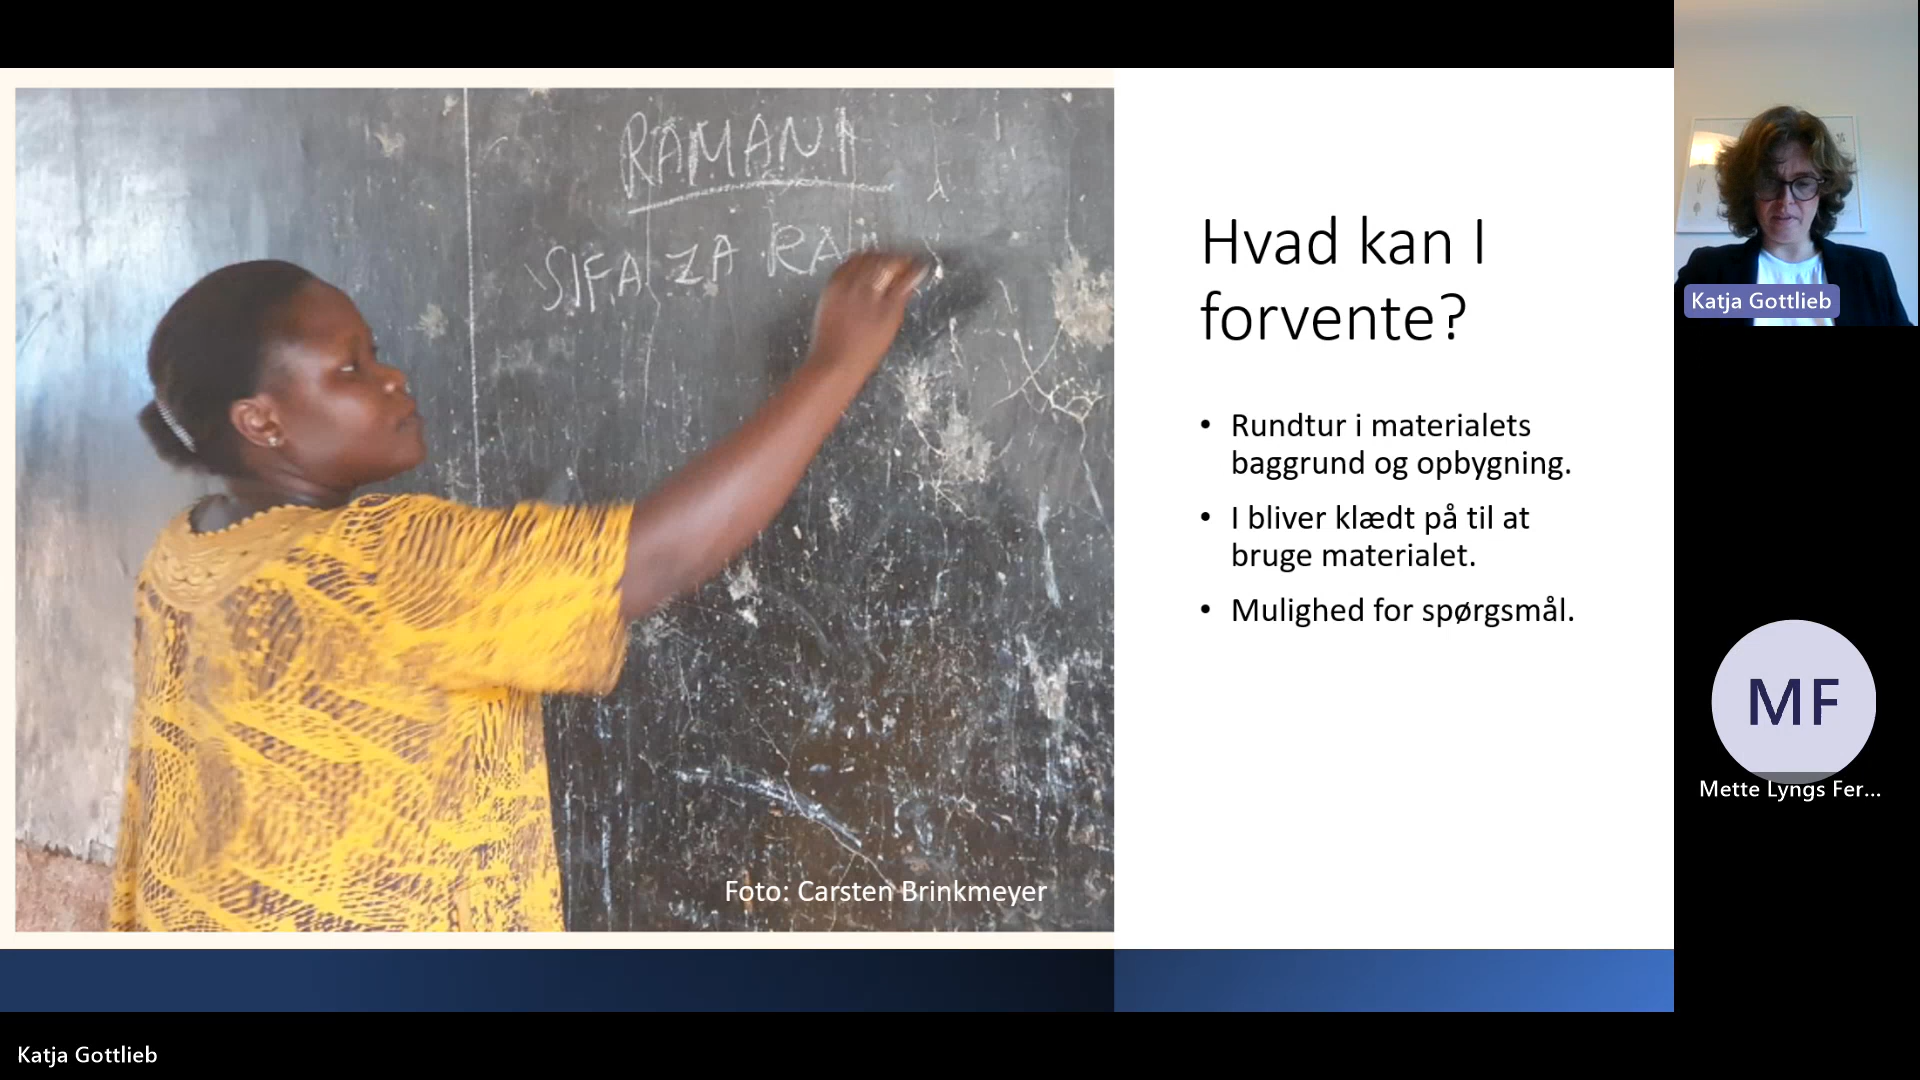 RAMANI
SIFA ZA RAM
Foto: Carsten Brinkmeyer
Hvad kan I
forvente?
• Rundtur i materialets
baggrund og opbygning.
• I bliver klædt på til at
bruge materialet.
• Mulighed for spørgsmål.
Katja Gottlieb
MF
Mette Lyngs Fer...
Katja Gottlieb